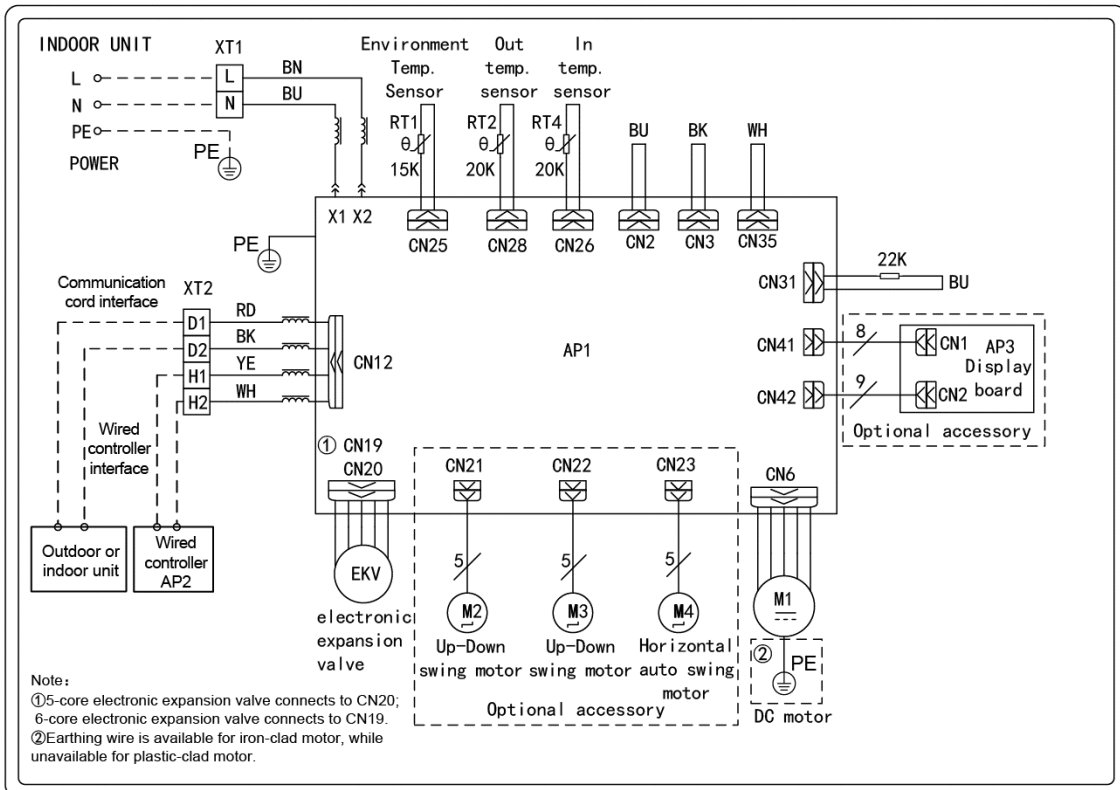 INDOOR UNIT
XT1
L
N
PE
POWER
L
N
BN
BU
PE
Environment
Temp.
Sensor
Out
temp.
sensor
In
temp.
sensor
RT1
θ
15K
RT2
θ
20K
RT4
θ
20K
BU
BK
WH
X1 X2
CN25
CN28
CN26
CN2
CN3
CN35
PE
Communication
cord interface
XT2
D1
D2
H1
H2
RD
BK
YE
WH
CN12
AP1
CN31
22K
BU
CN41
8
CN1
CN42
9
CN2
AP3
Display
board
Optional accessory
Wired
controller
interface
Outdoor or
indoor unit
Wired
controller
AP2
① CN19
CN20
EKV
electronic
expansion
valve
CN21
CN22
CN23
5
5
5
M2
M3
M4
Up-Down
swing motor
Up-Down
swing motor
Horizontal
auto swing
motor
Optional accessory
CN6
M1
②
PE
DC motor
Note:
①5-core electronic expansion valve connects to CN20;
6-core electronic expansion valve connects to CN19.
②Earthing wire is available for iron-clad motor, while
unavailable for plastic-clad motor.